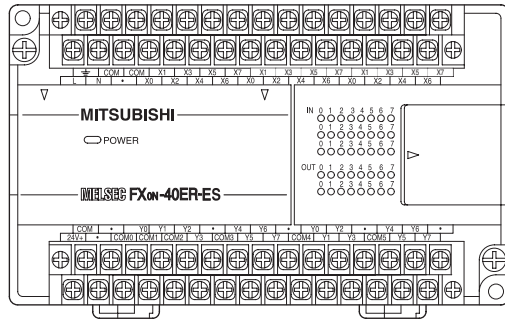 ⏚ COM COM X1 X3 X5 X7 X1 X3 X5 X7 X1 X3 X5 X7
L N • X0 X2 X4 X6 X0 X2 X4 X6 X0 X2 X4 X6
MITSUBISHI
POWER
MELSEC FX0N-40ER-ES
IN 0 1 2 3 4 5 6 7
0 1 2 3 4 5 6 7
0 1 2 3 4 5 6 7
OUT 0 1 2 3 4 5 6 7
0 1 2 3 4 5 6 7
COM • Y0 Y1 Y2 • Y4 Y6 • Y0 Y2 • Y4 Y6 •
24V+ • COM0 COM1 COM2 Y3 COM3 Y5 Y7 COM4 Y1 Y3 COM5 Y5 Y7